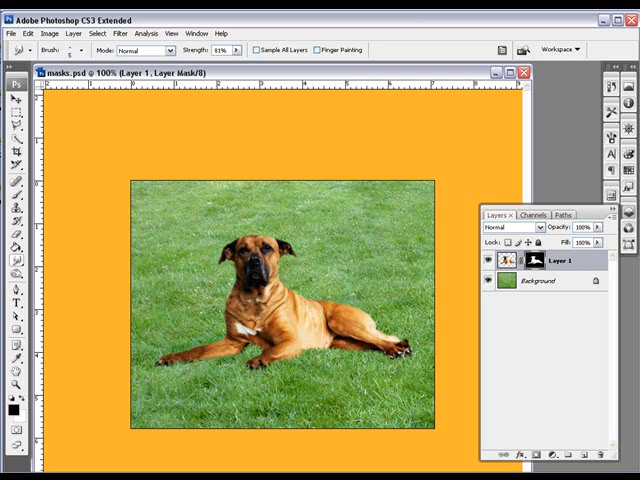 Adobe Photoshop CS3 Extended
File Edit Image Layer Select Filter Analysis View Window Help
Brush: 5 Mode: Normal Strength: 81% Sample All Layers Finger Painting Workspace
masks.psd @ 100% (Layer 1, Layer Mask/8)
Ps
Layers × Channels Paths
Normal Opacity: 100%
Lock: Fill: 100%
Layer 1
Background